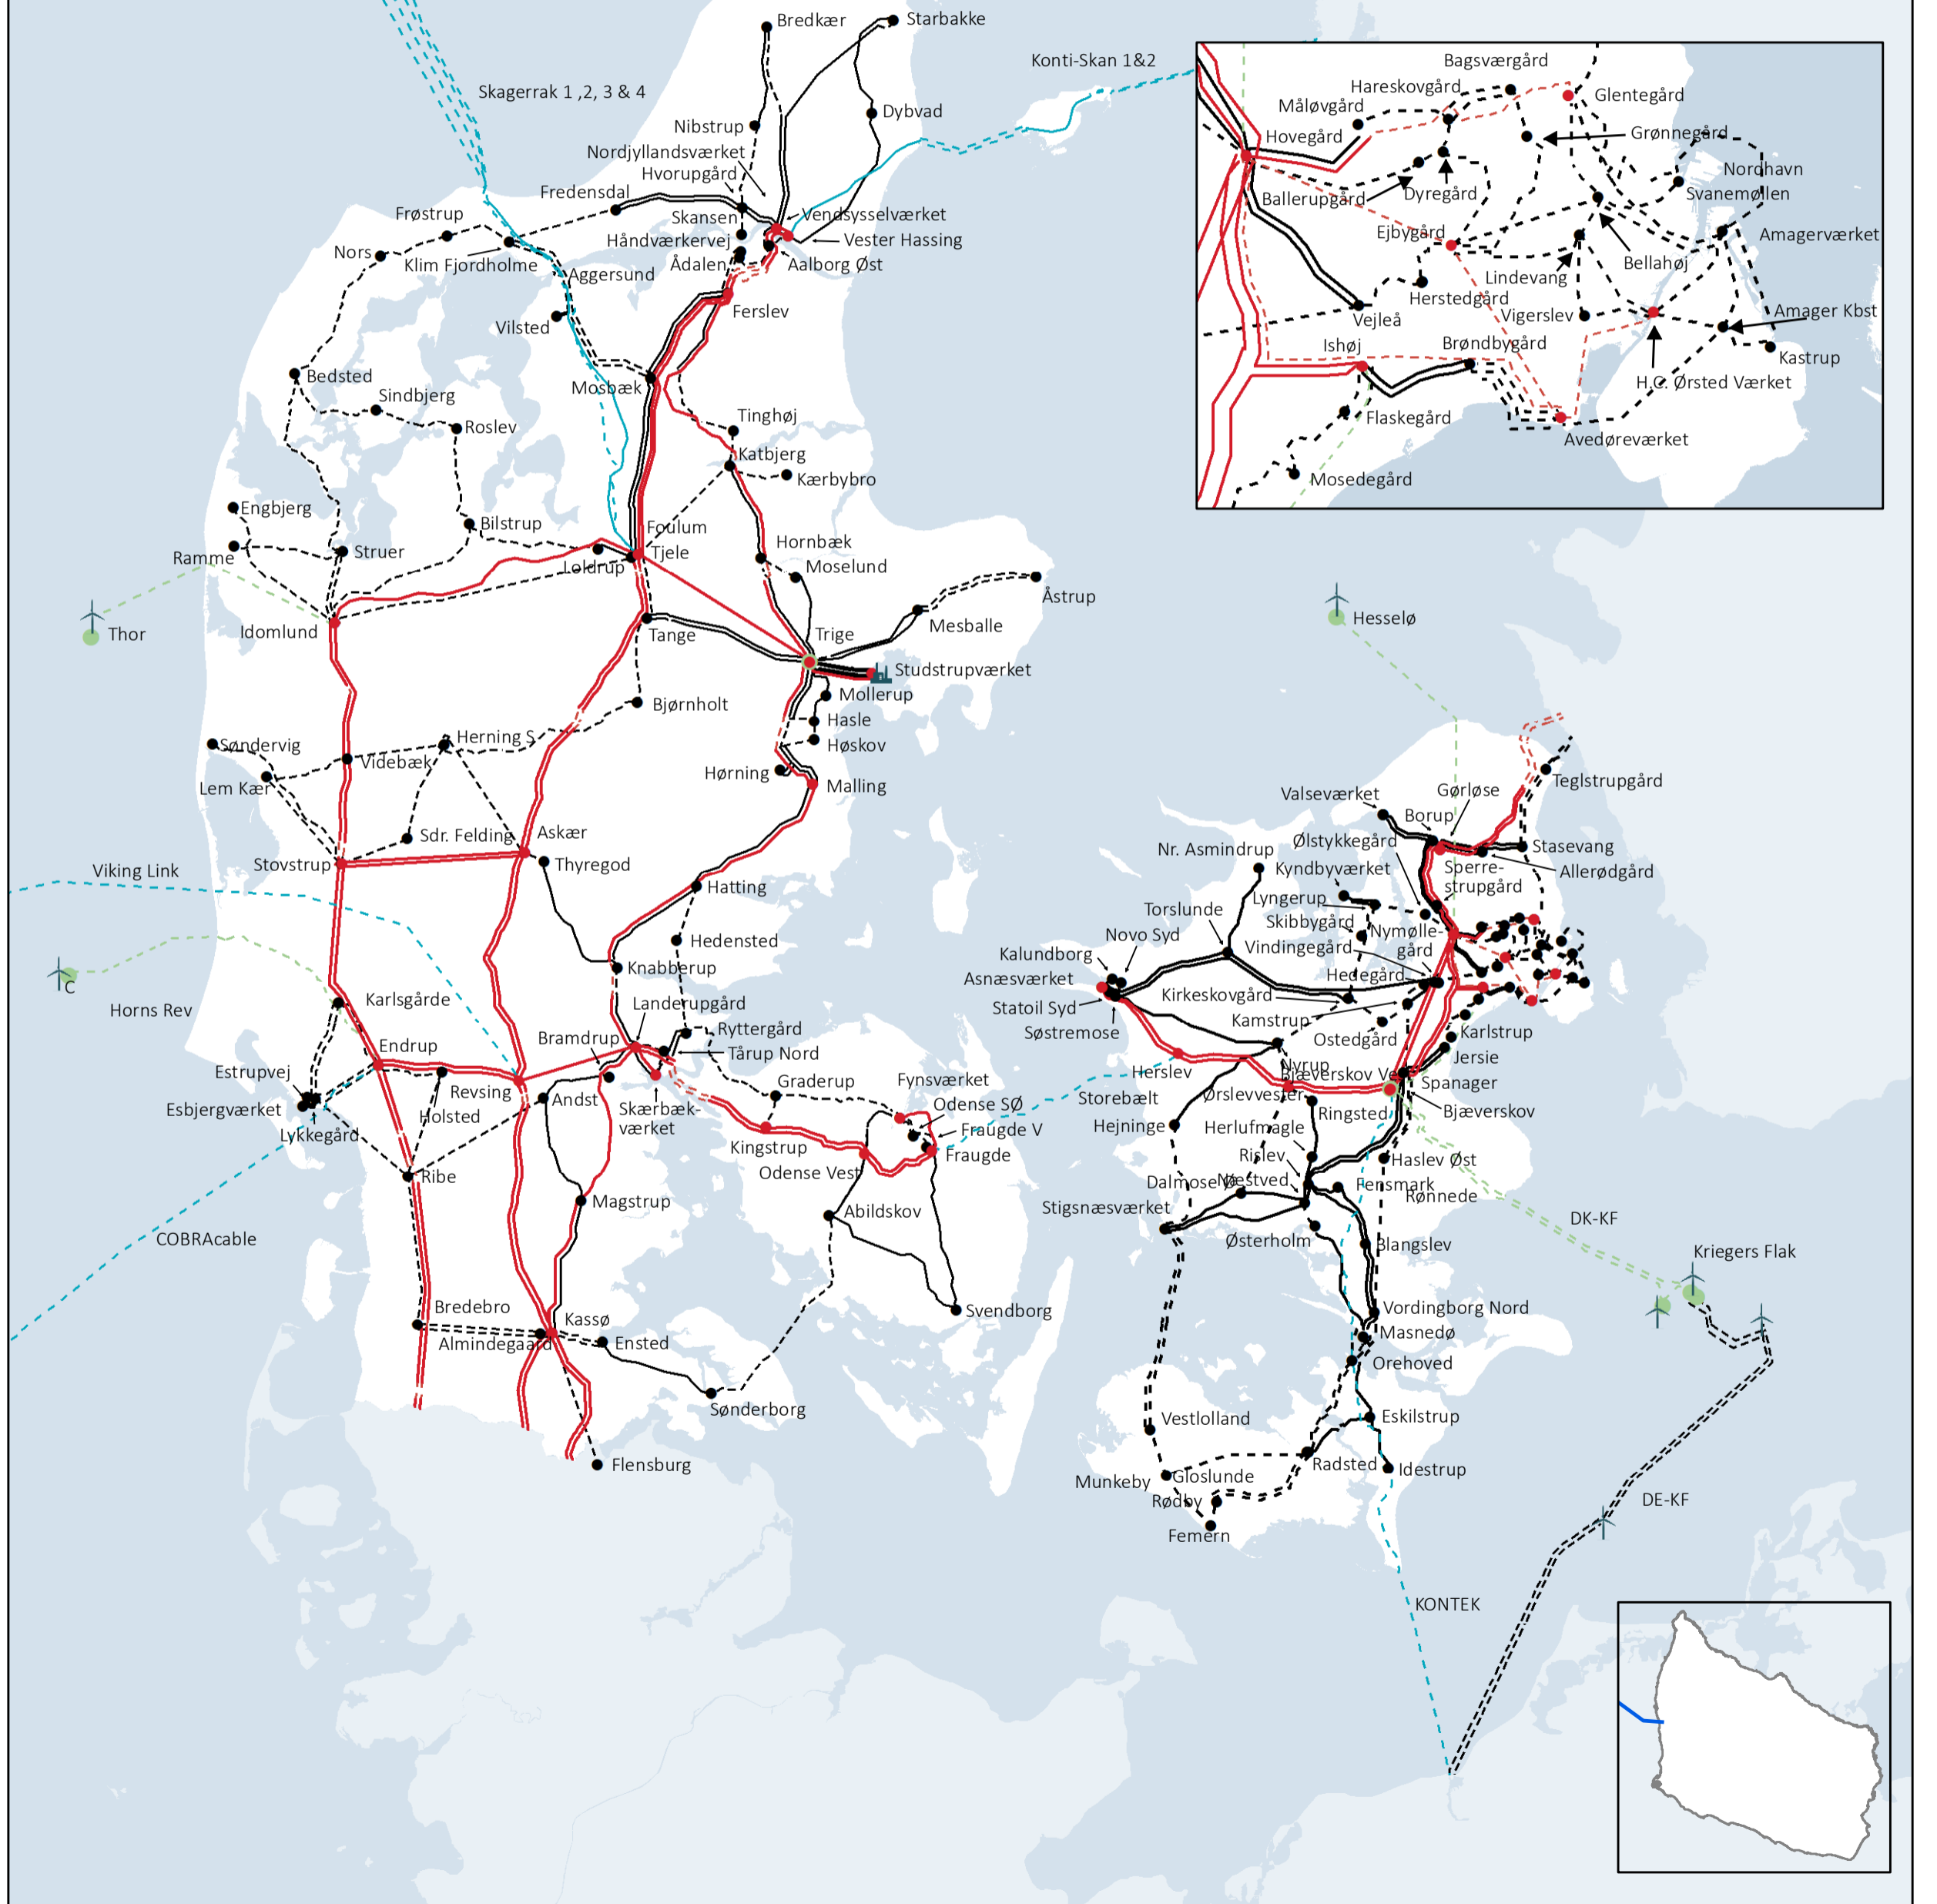 Bredkær
Starbakke
Konti-Skan 1&2
Skagerrak 1 ,2, 3 & 4
Dybvad
Nibstrup
Nordjyllandsværket
Hvorupgård
Fredensdal
Frøstrup
Skansen
Vendsysselværket
Nors
Håndværkervej
Vester Hassing
Klim Fjordholme
Ådalen
Aalborg Øst
Aggersund
Ferslev
Vilsted
Bedsted
Mosbæk
Sindbjerg
Roslev
Tinghøj
Katbjerg
Kærbybro
Engbjerg
Bilstrup
Foulum
Ramme
Struer
Tjele
Hornbæk
Loldrup
Moselund
Åstrup
Thor
Idomlund
Tange
Trige
Mesballe
Studstrupværket
Mollerup
Bjørnholt
Hasle
Høskov
Søndervig
Herning S
Videbæk
Hørning
Lem Kær
Malling
Sdr. Felding
Askær
Stovstrup
Thyregod
Viking Link
Hatting
Hedensted
Knabberup
C
Karlsgårde
Landerupgård
Horns Rev
Ryttergård
Bramdrup
Endrup
Tårup Nord
Estrupvej
Revsing
Graderup
Fynsværket
Esbjergværket
Holsted
Andst
Skærbæk-
værket
Odense SØ
Lykkegård
Fraugde V
Kingstrup
Odense Vest
Fraugde
Ribe
Magstrup
Abildskov
COBRAcable
Svendborg
Bredebro
Kassø
Almindegaard
Ensted
Sønderborg
Flensburg
Bagsværgård
Hareskovgård
Måløvgård
Glentegård
Hovegård
Grønnegård
Nordhavn
Svanemøllen
Ballerupgård
Dyregård
Ejbygård
Amagerværket
Bellahøj
Lindevang
Herstedgård
Vigerslev
Amager Kbst
Vejleå
Ishøj
Brøndbygård
Kastrup
H.C. Ørsted Værket
Flaskegård
Avedøreværket
Mosedegård
Hesselø
Teglstrupgård
Valseværket
Gørløse
Borup
Ølstykkegård
Stasevang
Nr. Asmindrup
Kyndbyværket
Sperre-
strupgård
Allerødgård
Lyngerup
Torslunde
Skibbygård
Nymølle-
gård
Novo Syd
Vindingegård
Kalundborg
Asnæsværket
Hedegård
Kirkeskovgård
Statoil Syd
Kamstrup
Søstremose
Ostedgård
Karlstrup
Jersie
Nyrup
Herslev
Bjæverskov Ve
Spanager
Storebælt
Ørslevvester
Ringsted
Bjæverskov
Hejninge
Herlufmagle
Rislev
Haslev Øst
Dalmose
Næstved
Fensmark
Rønnede
Stigsnæsværket
DK-KF
Østerholm
Blangslev
Kriegers Flak
Vordingborg Nord
Masnedø
Orehoved
Vestlolland
Eskilstrup
Radsted
Idestrup
Munkeby
Gloslunde
Rødby
DE-KF
Femern
KONTEK